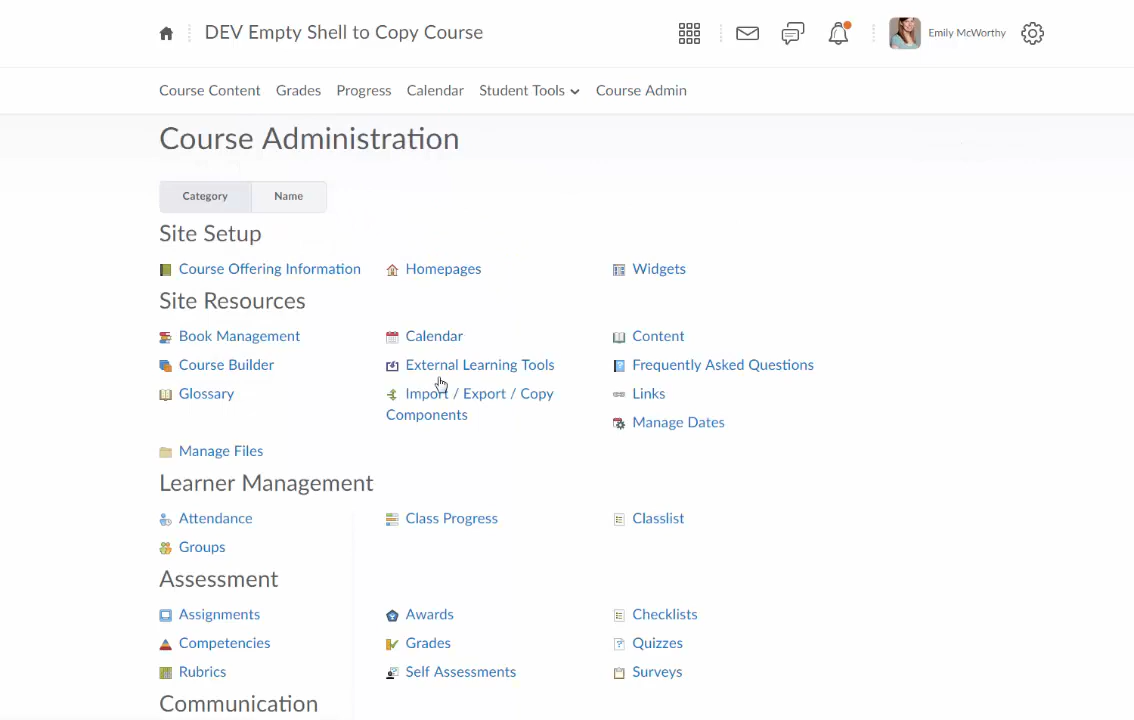 DEV Empty Shell to Copy Course
Emily McWorthy
Course Content Grades Progress Calendar Student Tools Course Admin
Course Administration
Category Name
Site Setup
Course Offering Information Homepages Widgets
Site Resources
Book Management Calendar Content
Course Builder External Learning Tools Frequently Asked Questions
Glossary Import / Export / Copy Components Links
Manage Dates
Manage Files
Learner Management
Attendance Class Progress Classlist
Groups
Assessment
Assignments Awards Checklists
Competencies Grades Quizzes
Rubrics Self Assessments Surveys
Communication